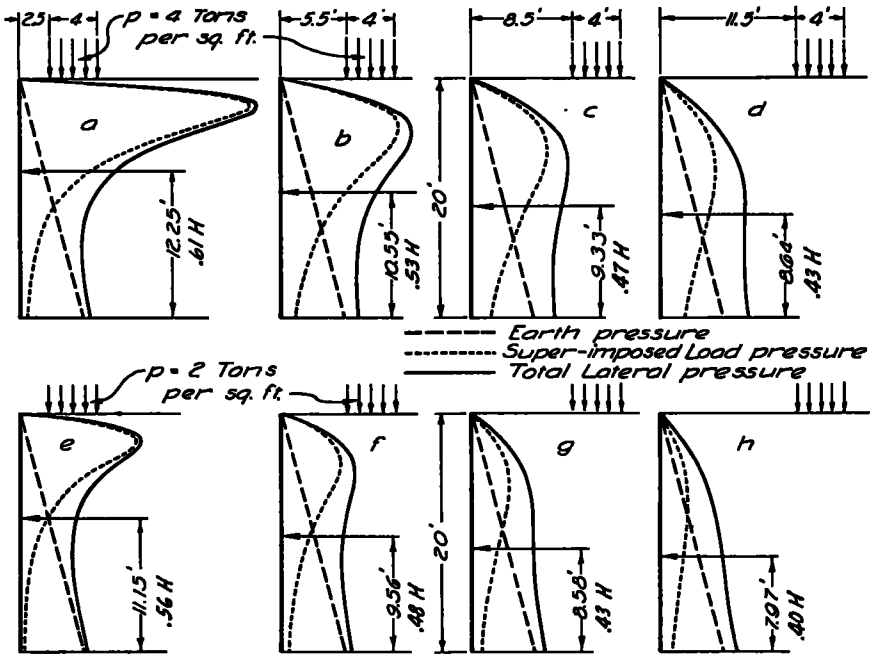 2.5 4' p = 4 Tons per sq. ft. 5.5' 4' 8.5' 4' 11.5' 4'
a b c d
20'
12.25' .61 H
10.55' .53 H
9.33' .47 H
8.64' .43 H
Earth pressure
Super-imposed Load pressure
Total Lateral pressure
p = 2 Tons
per sq. ft.
e f g h
20'
11.15' .56 H
9.56' .48 H
8.58' .43 H
7.97' .40 H